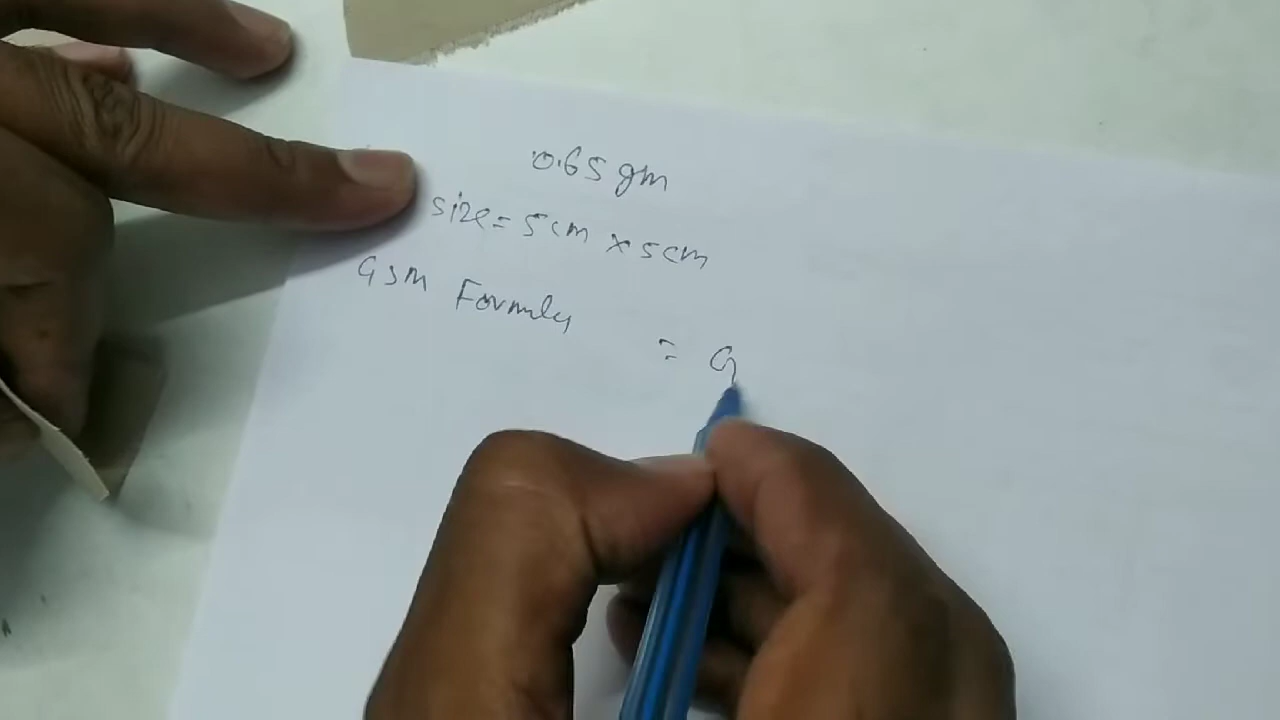 0.65 gm
size = 5cm x 5cm
GSM Formula
= G